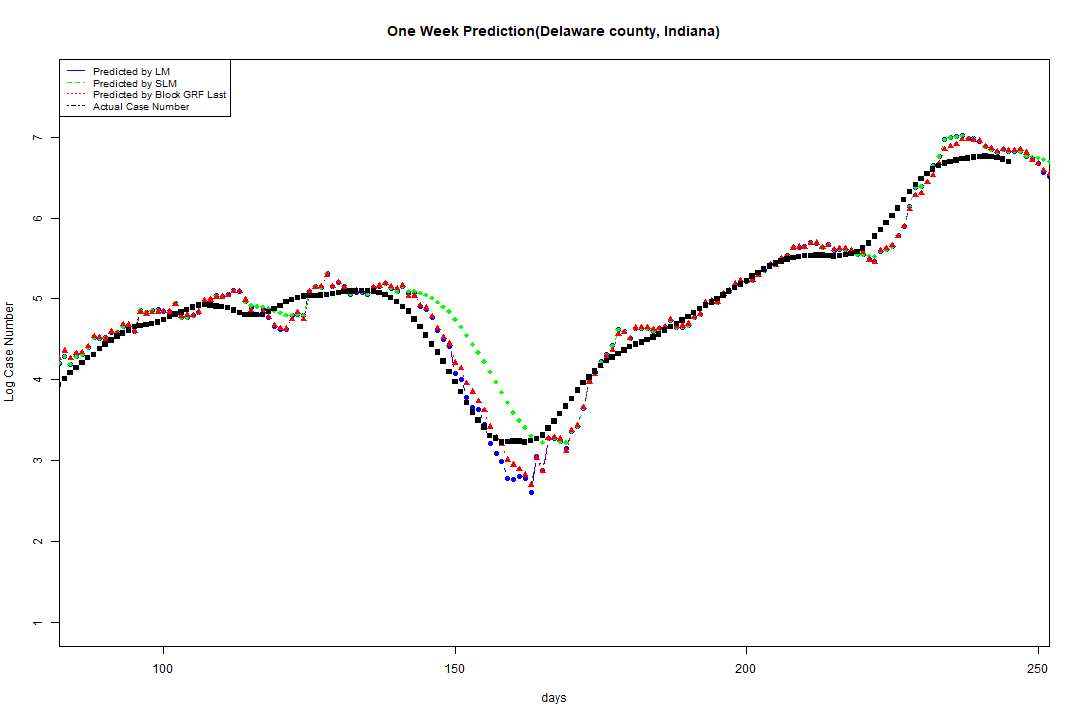 One Week Prediction(Delaware county, Indiana)
Predicted by LM
Predicted by SLM
Predicted by Block GRF Last
Actual Case Number
7
6
5
4
3
2
1
Log Case Number
100
150
200
250
days